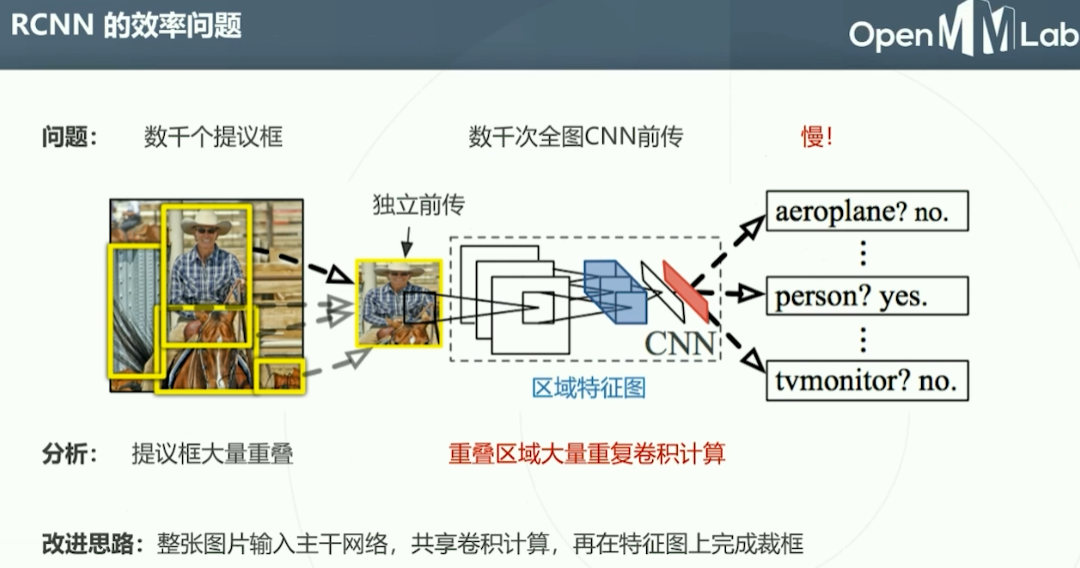 RCNN 的效率问题
OpenMMLab
问题： 数千个提议框 数千次全图CNN前传 慢！
独立前传
aeroplane? no.
person? yes.
CNN
tvmonitor? no.
区域特征图
分析： 提议框大量重叠 重叠区域大量重复卷积计算
改进思路：整张图片输入主干网络，共享卷积计算，再在特征图上完成裁框